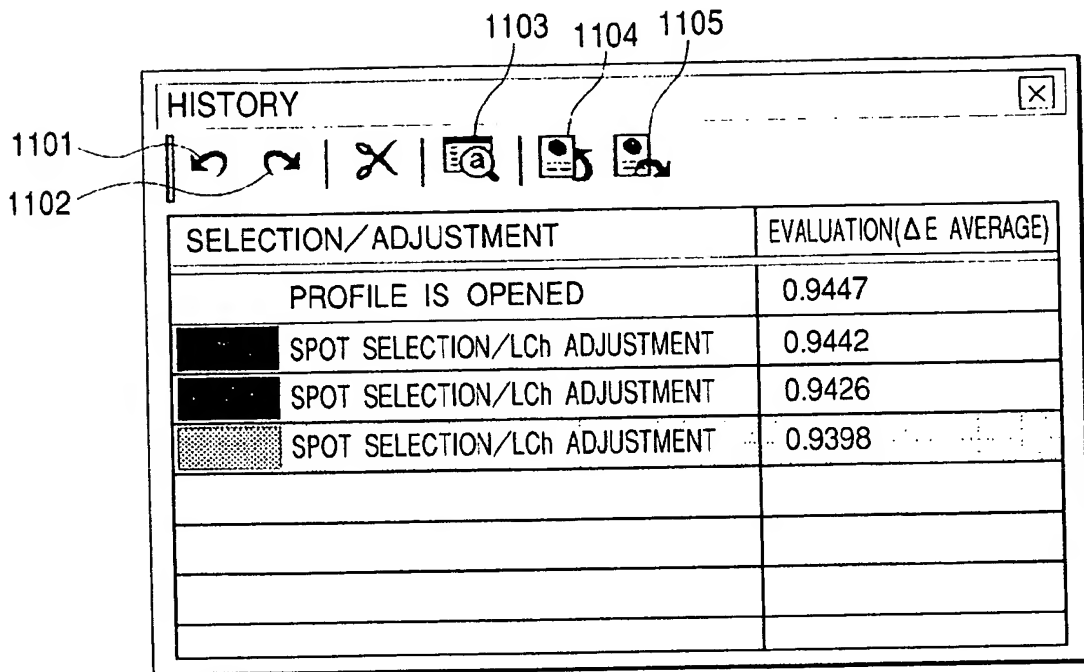 1103 1104 1105
HISTORY
1101
1102
a
SELECTION/ADJUSTMENT EVALUATION(ΔE AVERAGE)
PROFILE IS OPENED 0.9447
SPOT SELECTION/LCh ADJUSTMENT 0.9442
SPOT SELECTION/LCh ADJUSTMENT 0.9426
SPOT SELECTION/LCh ADJUSTMENT 0.9398